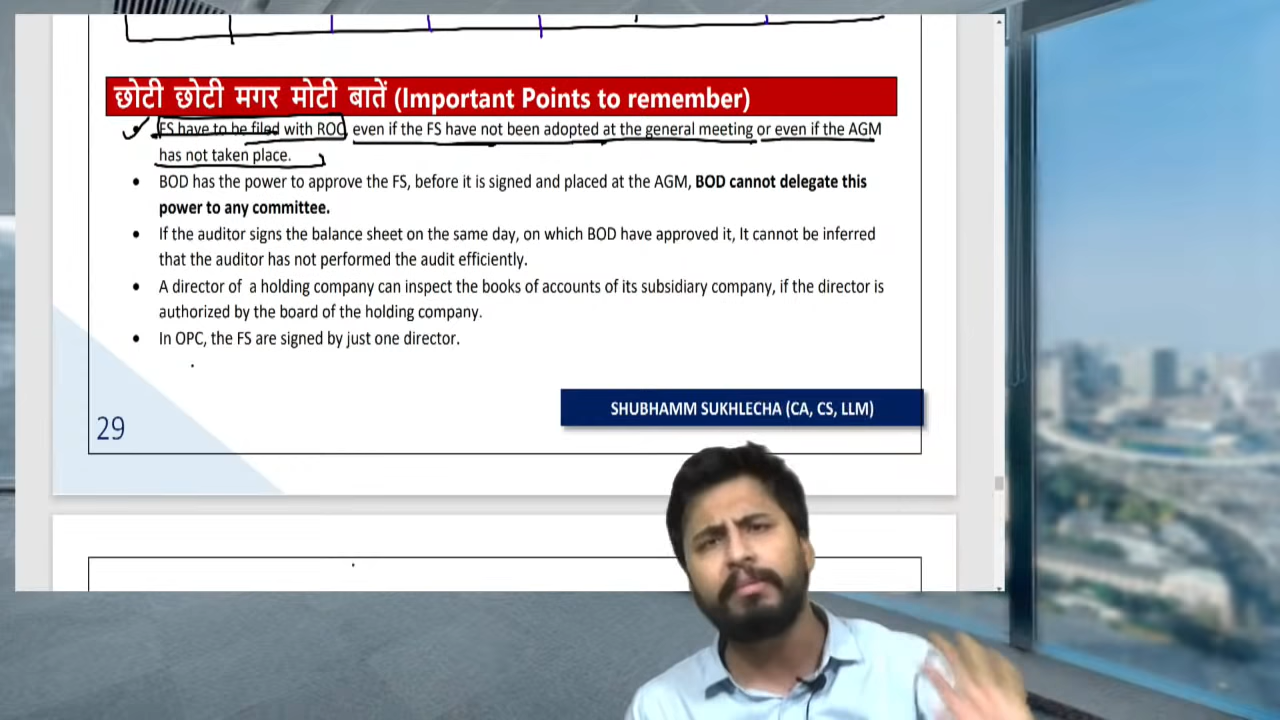 छोटी छोटी मगर मोटी बातें (Important Points to remember)
FS have to be filed with ROC, even if the FS have not been adopted at the general meeting or even if the AGM
has not taken place.
• BOD has the power to approve the FS, before it is signed and placed at the AGM, BOD cannot delegate this
power to any committee.
• If the auditor signs the balance sheet on the same day, on which BOD have approved it, It cannot be inferred
that the auditor has not performed the audit efficiently.
• A director of a holding company can inspect the books of accounts of its subsidiary company, if the director is
authorized by the board of the holding company.
• In OPC, the FS are signed by just one director.
SHUBHAMM SUKHLECHA (CA, CS, LLM)
29